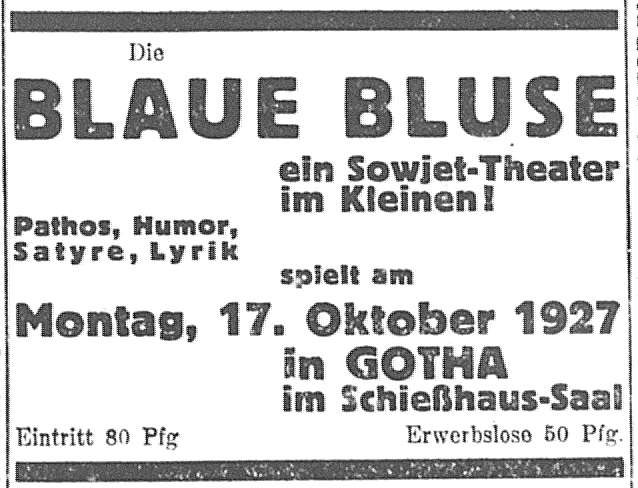 Die
BLAUE BLUSE
ein Sowjet-Theater
im Kleinen!
Pathos, Humor,
Satyre, Lyrik
spielt am
Montag, 17. Oktober 1927
in GOTHA
im Schießhaus-Saal
Eintritt 80 Pfg
Erwerbslose 50 Pfg.